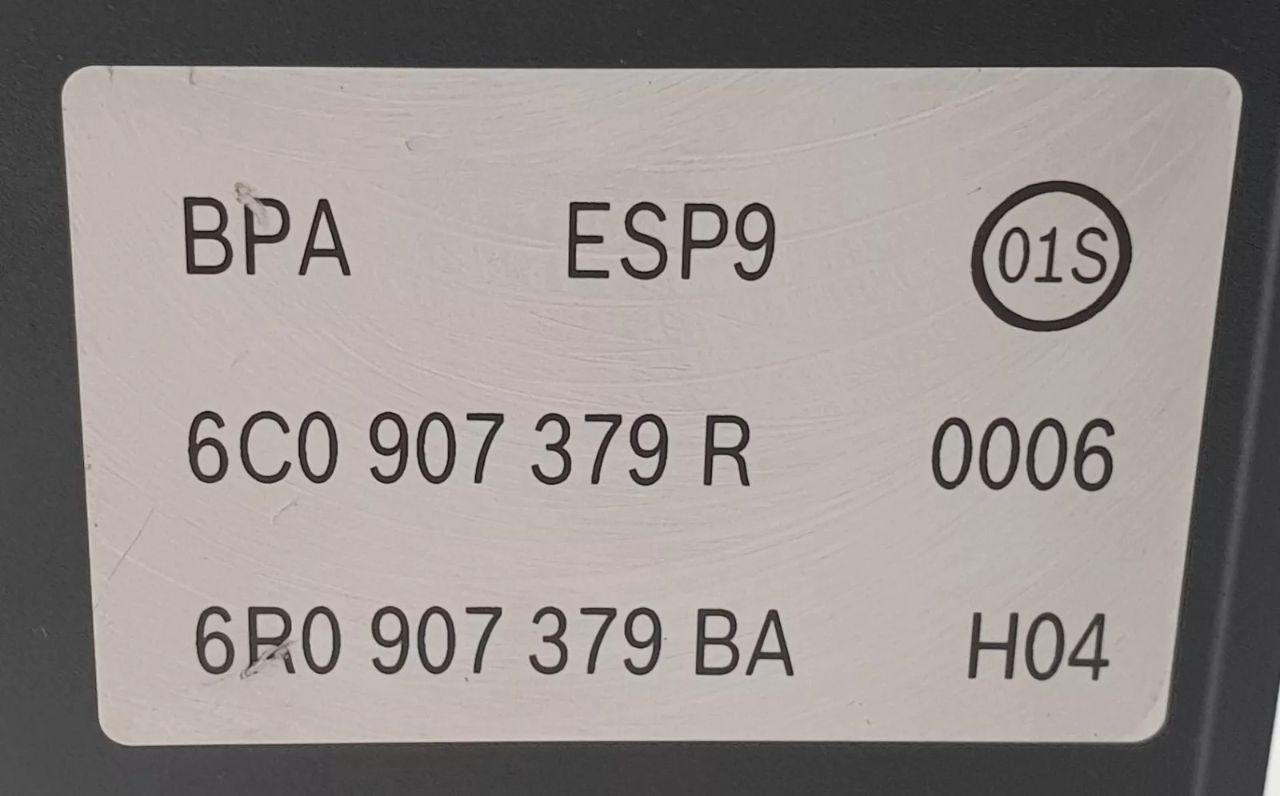 BPA ESP9 01S
6C0 907 379 R 0006
6R0 907 379 BA H04